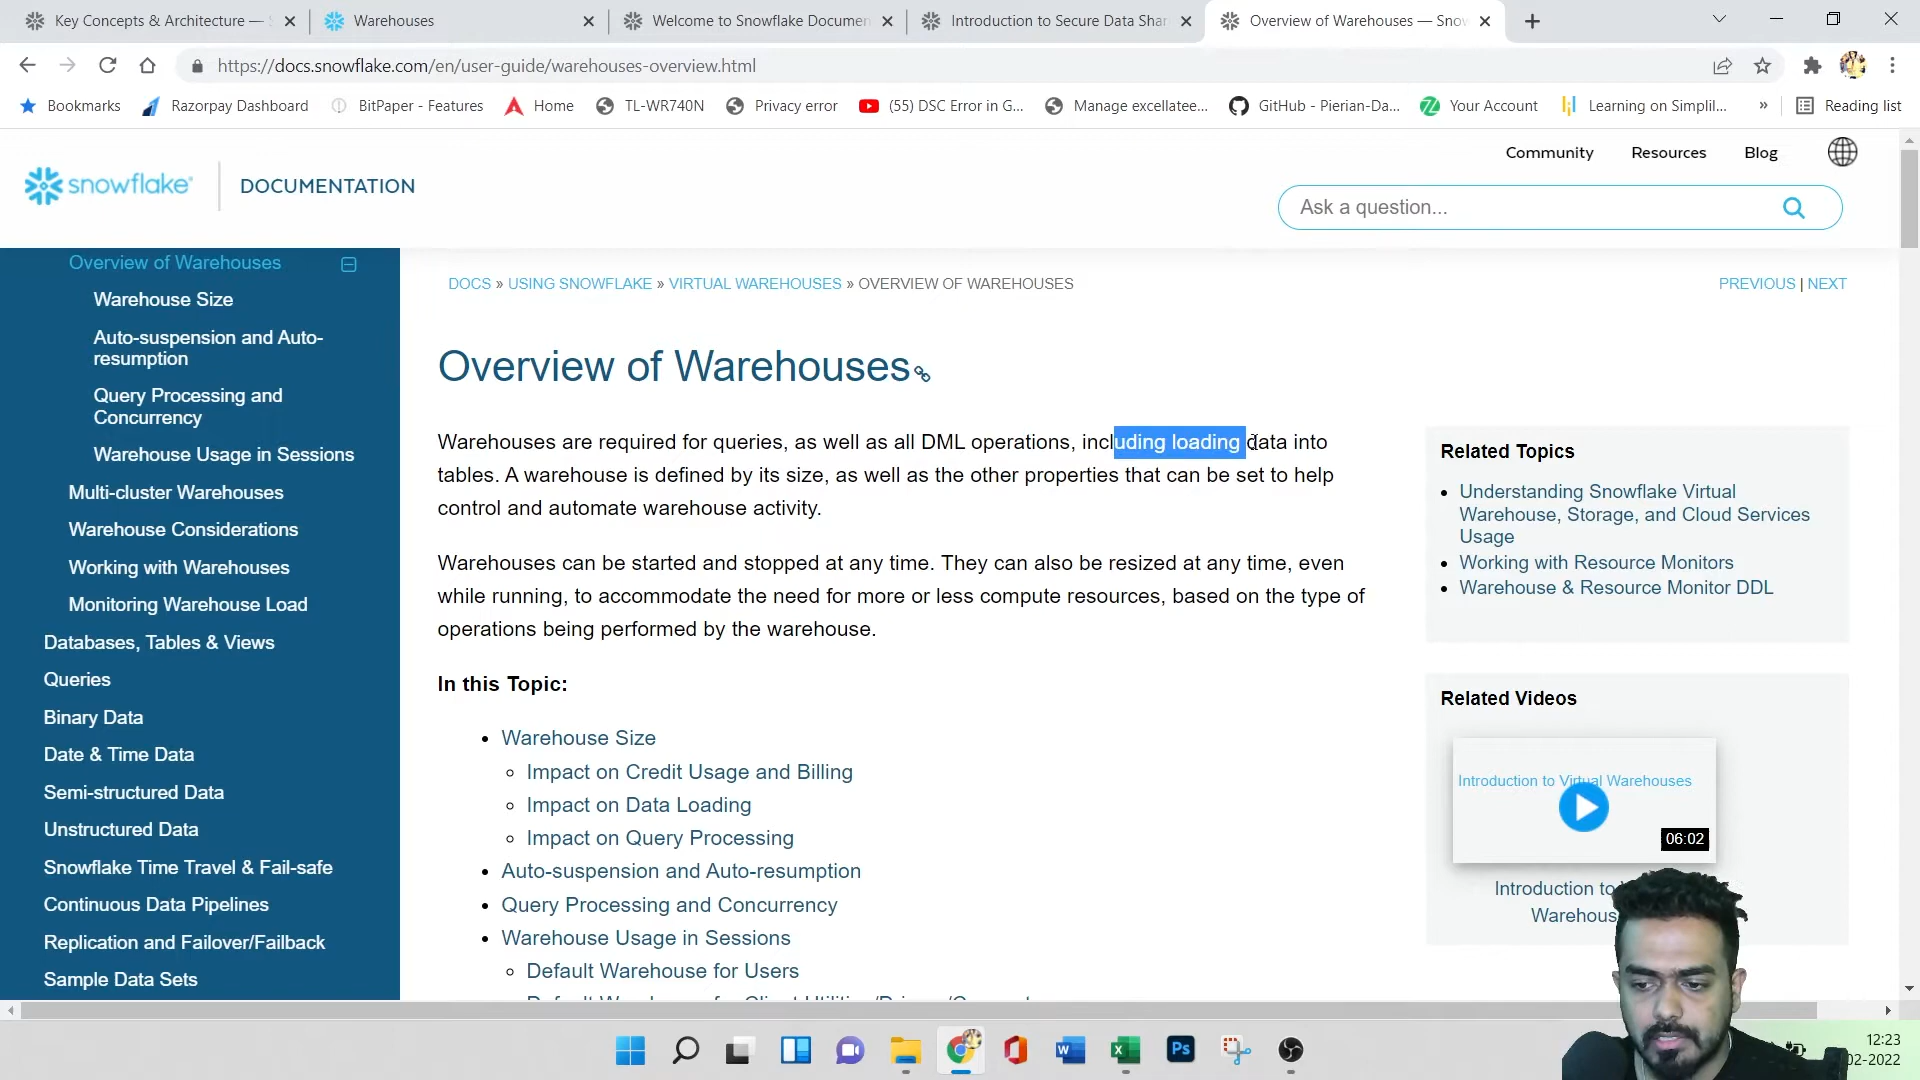 Key Concepts & Architecture —
Warehouses
Welcome to Snowflake Documen
Introduction to Secure Data Shar
Overview of Warehouses — Snow
https://docs.snowflake.com/en/user-guide/warehouses-overview.html
Bookmarks
Razorpay Dashboard
BitPaper - Features
Home
TL-WR740N
Privacy error
(55) DSC Error in G...
Manage excellatee...
GitHub - Pierian-Da...
Your Account
Learning on Simplil...
»
Reading list
Community
Resources
Blog
snowflake
DOCUMENTATION
Ask a question...
Overview of Warehouses
Warehouse Size
Auto-suspension and Auto-
resumption
Query Processing and
Concurrency
Warehouse Usage in Sessions
Multi-cluster Warehouses
Warehouse Considerations
Working with Warehouses
Monitoring Warehouse Load
Databases, Tables & Views
Queries
Binary Data
Date & Time Data
Semi-structured Data
Unstructured Data
Snowflake Time Travel & Fail-safe
Continuous Data Pipelines
Replication and Failover/Failback
Sample Data Sets
DOCS » USING SNOWFLAKE » VIRTUAL WAREHOUSES » OVERVIEW OF WAREHOUSES
PREVIOUS | NEXT
Overview of Warehouses
Warehouses are required for queries, as well as all DML operations, including loading data into
tables. A warehouse is defined by its size, as well as the other properties that can be set to help
control and automate warehouse activity.
Warehouses can be started and stopped at any time. They can also be resized at any time, even
while running, to accommodate the need for more or less compute resources, based on the type of
operations being performed by the warehouse.
In this Topic:
• Warehouse Size
Impact on Credit Usage and Billing
Impact on Data Loading
Impact on Query Processing
• Auto-suspension and Auto-resumption
• Query Processing and Concurrency
• Warehouse Usage in Sessions
Default Warehouse for Users
Related Topics
• Understanding Snowflake Virtual
Warehouse, Storage, and Cloud Services
Usage
• Working with Resource Monitors
• Warehouse & Resource Monitor DDL
Related Videos
Introduction to Virtual Warehouses
06:02
Introduction to
Warehous
W
X
Ps
12:23
02-2022